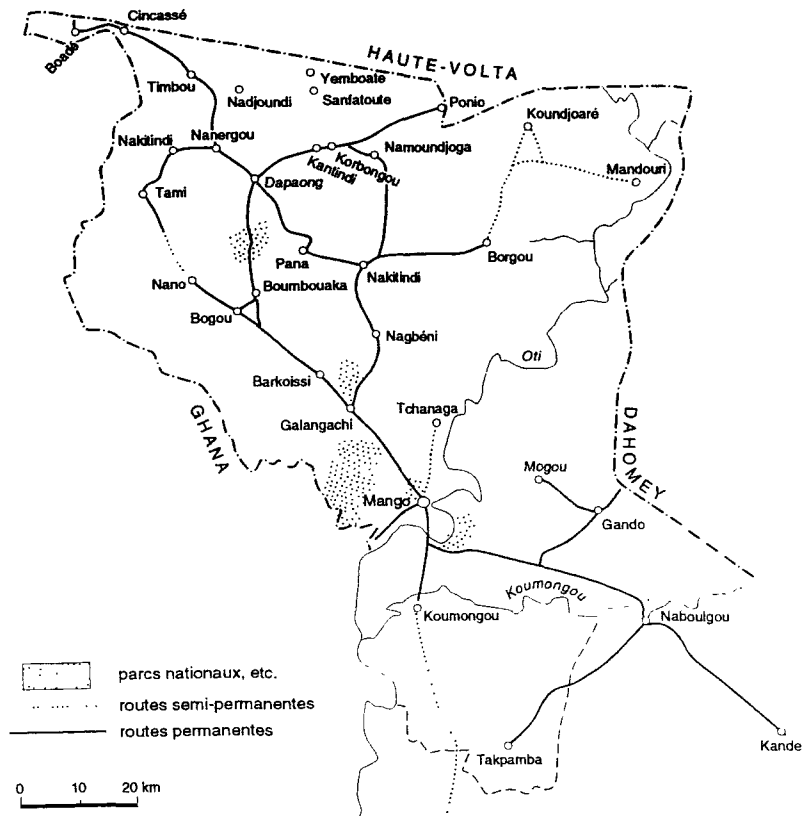 Cincassé
Boadé
HAUTE-VOLTA
Timbou
Yemboate
Nadjoundi
Sanfatoute
Ponio
Koundjoaré
Nakitindi
Nanergou
Kantindi
Korbongou
Namoundjoga
Mandouri
Dapaong
Tami
Pana
Nakitindi
Borgou
Nano
Boumbouaka
Bogou
Nagbéni
Oti
Barkoissi
Galangachi
Tchanaga
GHANA
DAHOMEY
Mogou
Mango
Gando
Koumongou
Koumongou
Naboulgou
parcs nationaux, etc.
routes semi-permanentes
routes permanentes
Takpamba
Kande
0 10 20 km